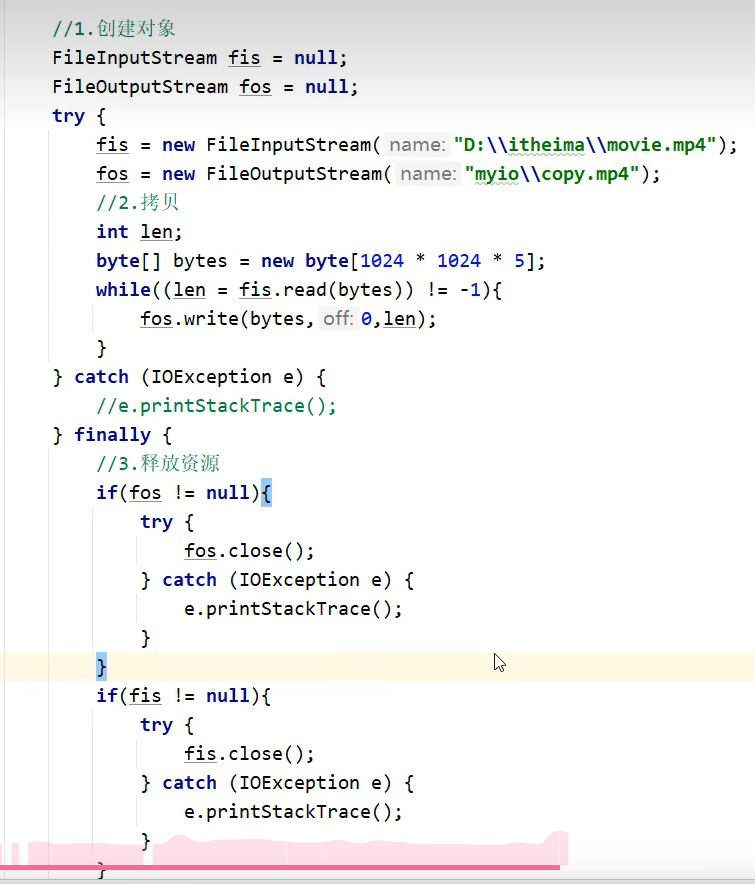 //1.创建对象
FileInputStream fis = null;
FileOutputStream fos = null;
try {
fis = new FileInputStream( name: "D:\\itheima\\movie.mp4");
fos = new FileOutputStream( name: "myio\\copy.mp4");
//2.拷贝
int len;
byte[] bytes = new byte[1024 * 1024 * 5];
while((len = fis.read(bytes)) != -1){
fos.write(bytes, off: 0,len);
}
} catch (IOException e) {
//e.printStackTrace();
} finally {
//3.释放资源
if(fos != null){
try {
fos.close();
} catch (IOException e) {
e.printStackTrace();
}
}
if(fis != null){
try {
fis.close();
} catch (IOException e) {
e.printStackTrace();
}
}